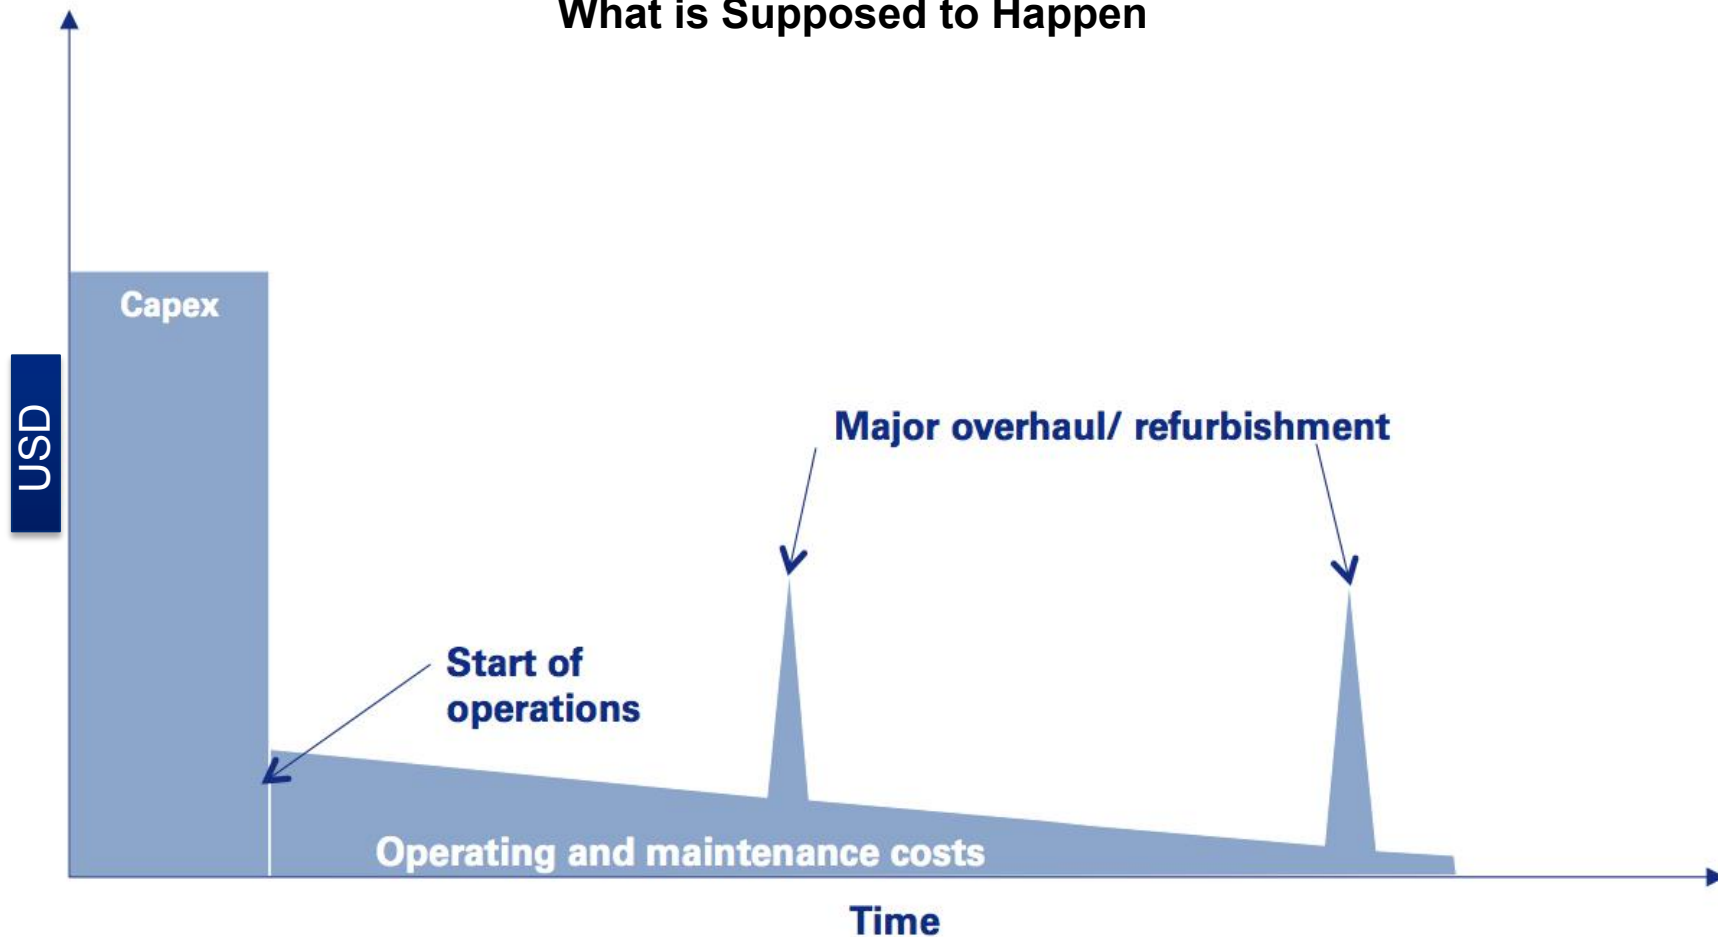 What is Supposed to Happen
Capex
USD
Major overhaul/ refurbishment
Start of
operations
Operating and maintenance costs
Time